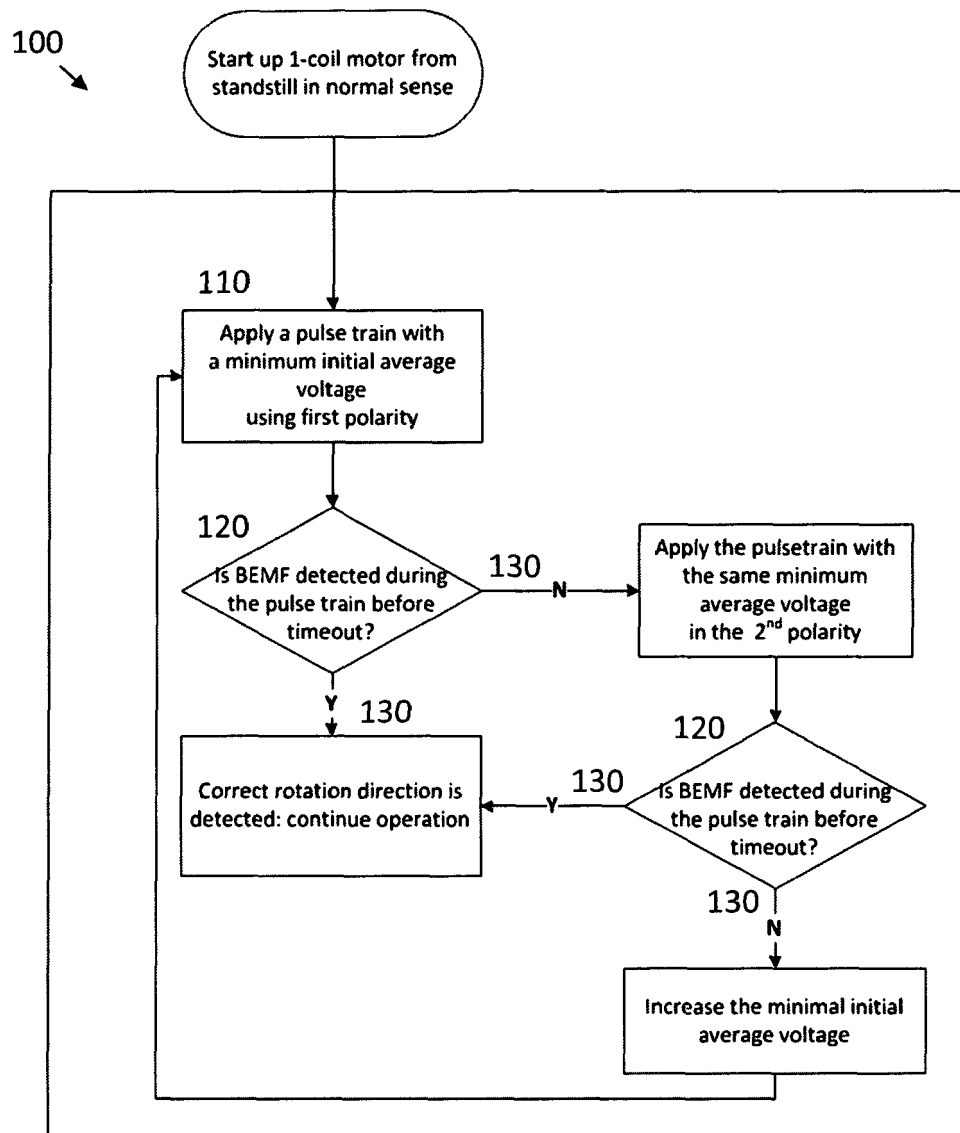 100
Start up 1-coil motor from
standstill in normal sense
110
Apply a pulse train with
a minimum initial average
voltage
using first polarity
120
Is BEMF detected during
the pulse train before
timeout?
130
N
Apply the pulsetrain with
the same minimum
average voltage
in the 2nd polarity
Y
130
Correct rotation direction is
detected: continue operation
120
Is BEMF detected during
the pulse train before
timeout?
130
Y
130
N
Increase the minimal initial
average voltage